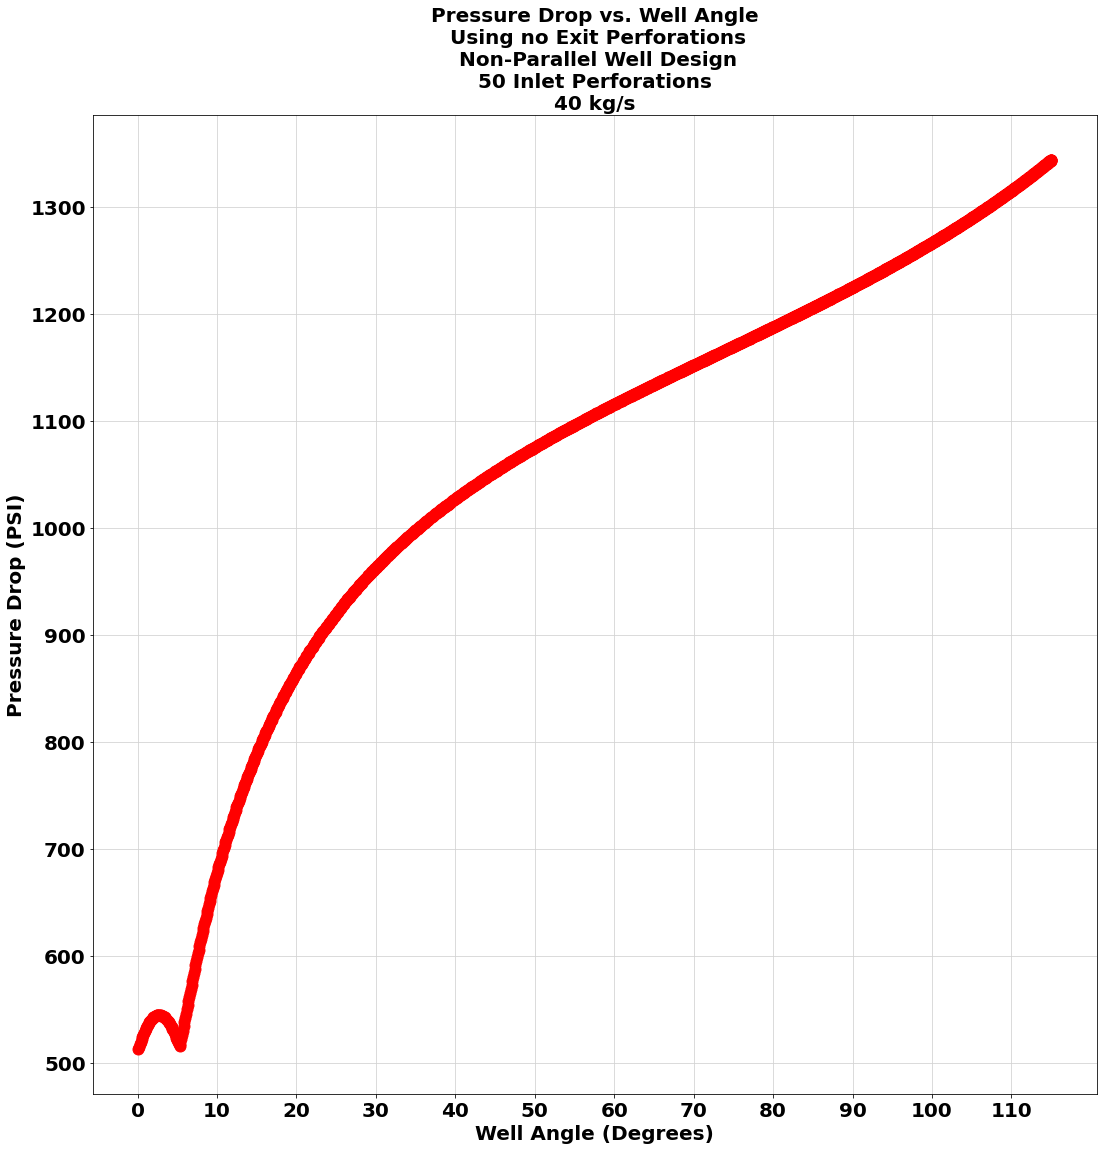 Pressure Drop vs. Well Angle
Using no Exit Perforations
Non-Parallel Well Design
50 Inlet Perforations
40 kg/s
Pressure Drop (PSI)
1300
1200
1100
1000
900
800
700
600
500
0 10 20 30 40 50 60 70 80 90 100 110
Well Angle (Degrees)